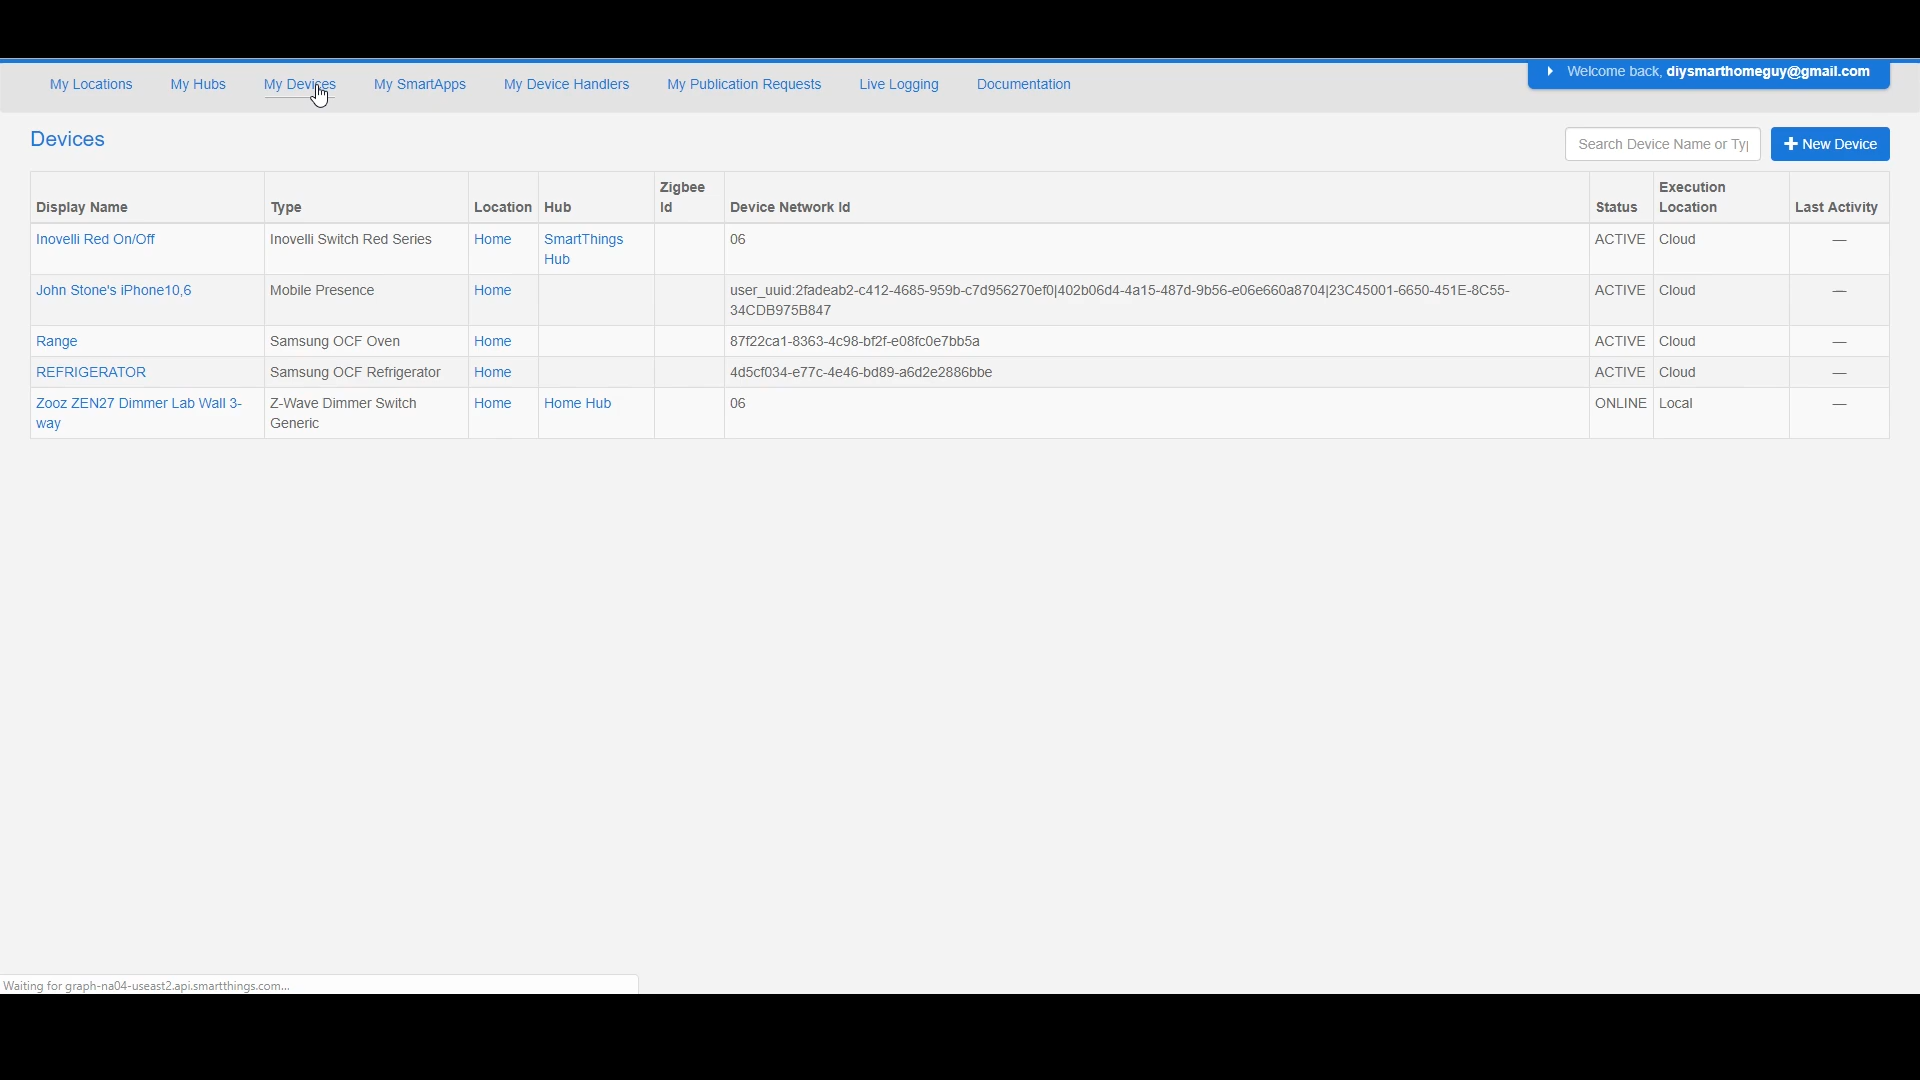 My Locations My Hubs My Devices My SmartApps My Device Handlers My Publication Requests Live Logging Documentation
Welcome back, diysmarthomeguy@gmail.com
Devices
Search Device Name or Ty
New Device
Display Name Type Location Hub Zigbee Id Device Network Id Status Execution Location Last Activity
Inovelli Red On/Off Inovelli Switch Red Series Home SmartThings Hub 06 ACTIVE Cloud —
John Stone's iPhone10,6 Mobile Presence Home user_uuid:2fadeab2-c412-4685-959b-c7d956270ef0|402b06d4-4a15-487d-9b56-e06e660a8704|23C45001-6650-451E-8C55-34CDB975B847 ACTIVE Cloud —
Range Samsung OCF Oven Home 87f22ca1-8363-4c98-bf2f-e08fc0e7bb5a ACTIVE Cloud —
REFRIGERATOR Samsung OCF Refrigerator Home 4d5cf034-e77c-4e46-bd89-a6d2e2886bbe ACTIVE Cloud —
Zooz ZEN27 Dimmer Lab Wall 3-way Z-Wave Dimmer Switch Generic Home Home Hub 06 ONLINE Local —
Waiting for graph-na04-useast2.api.smartthings.com...